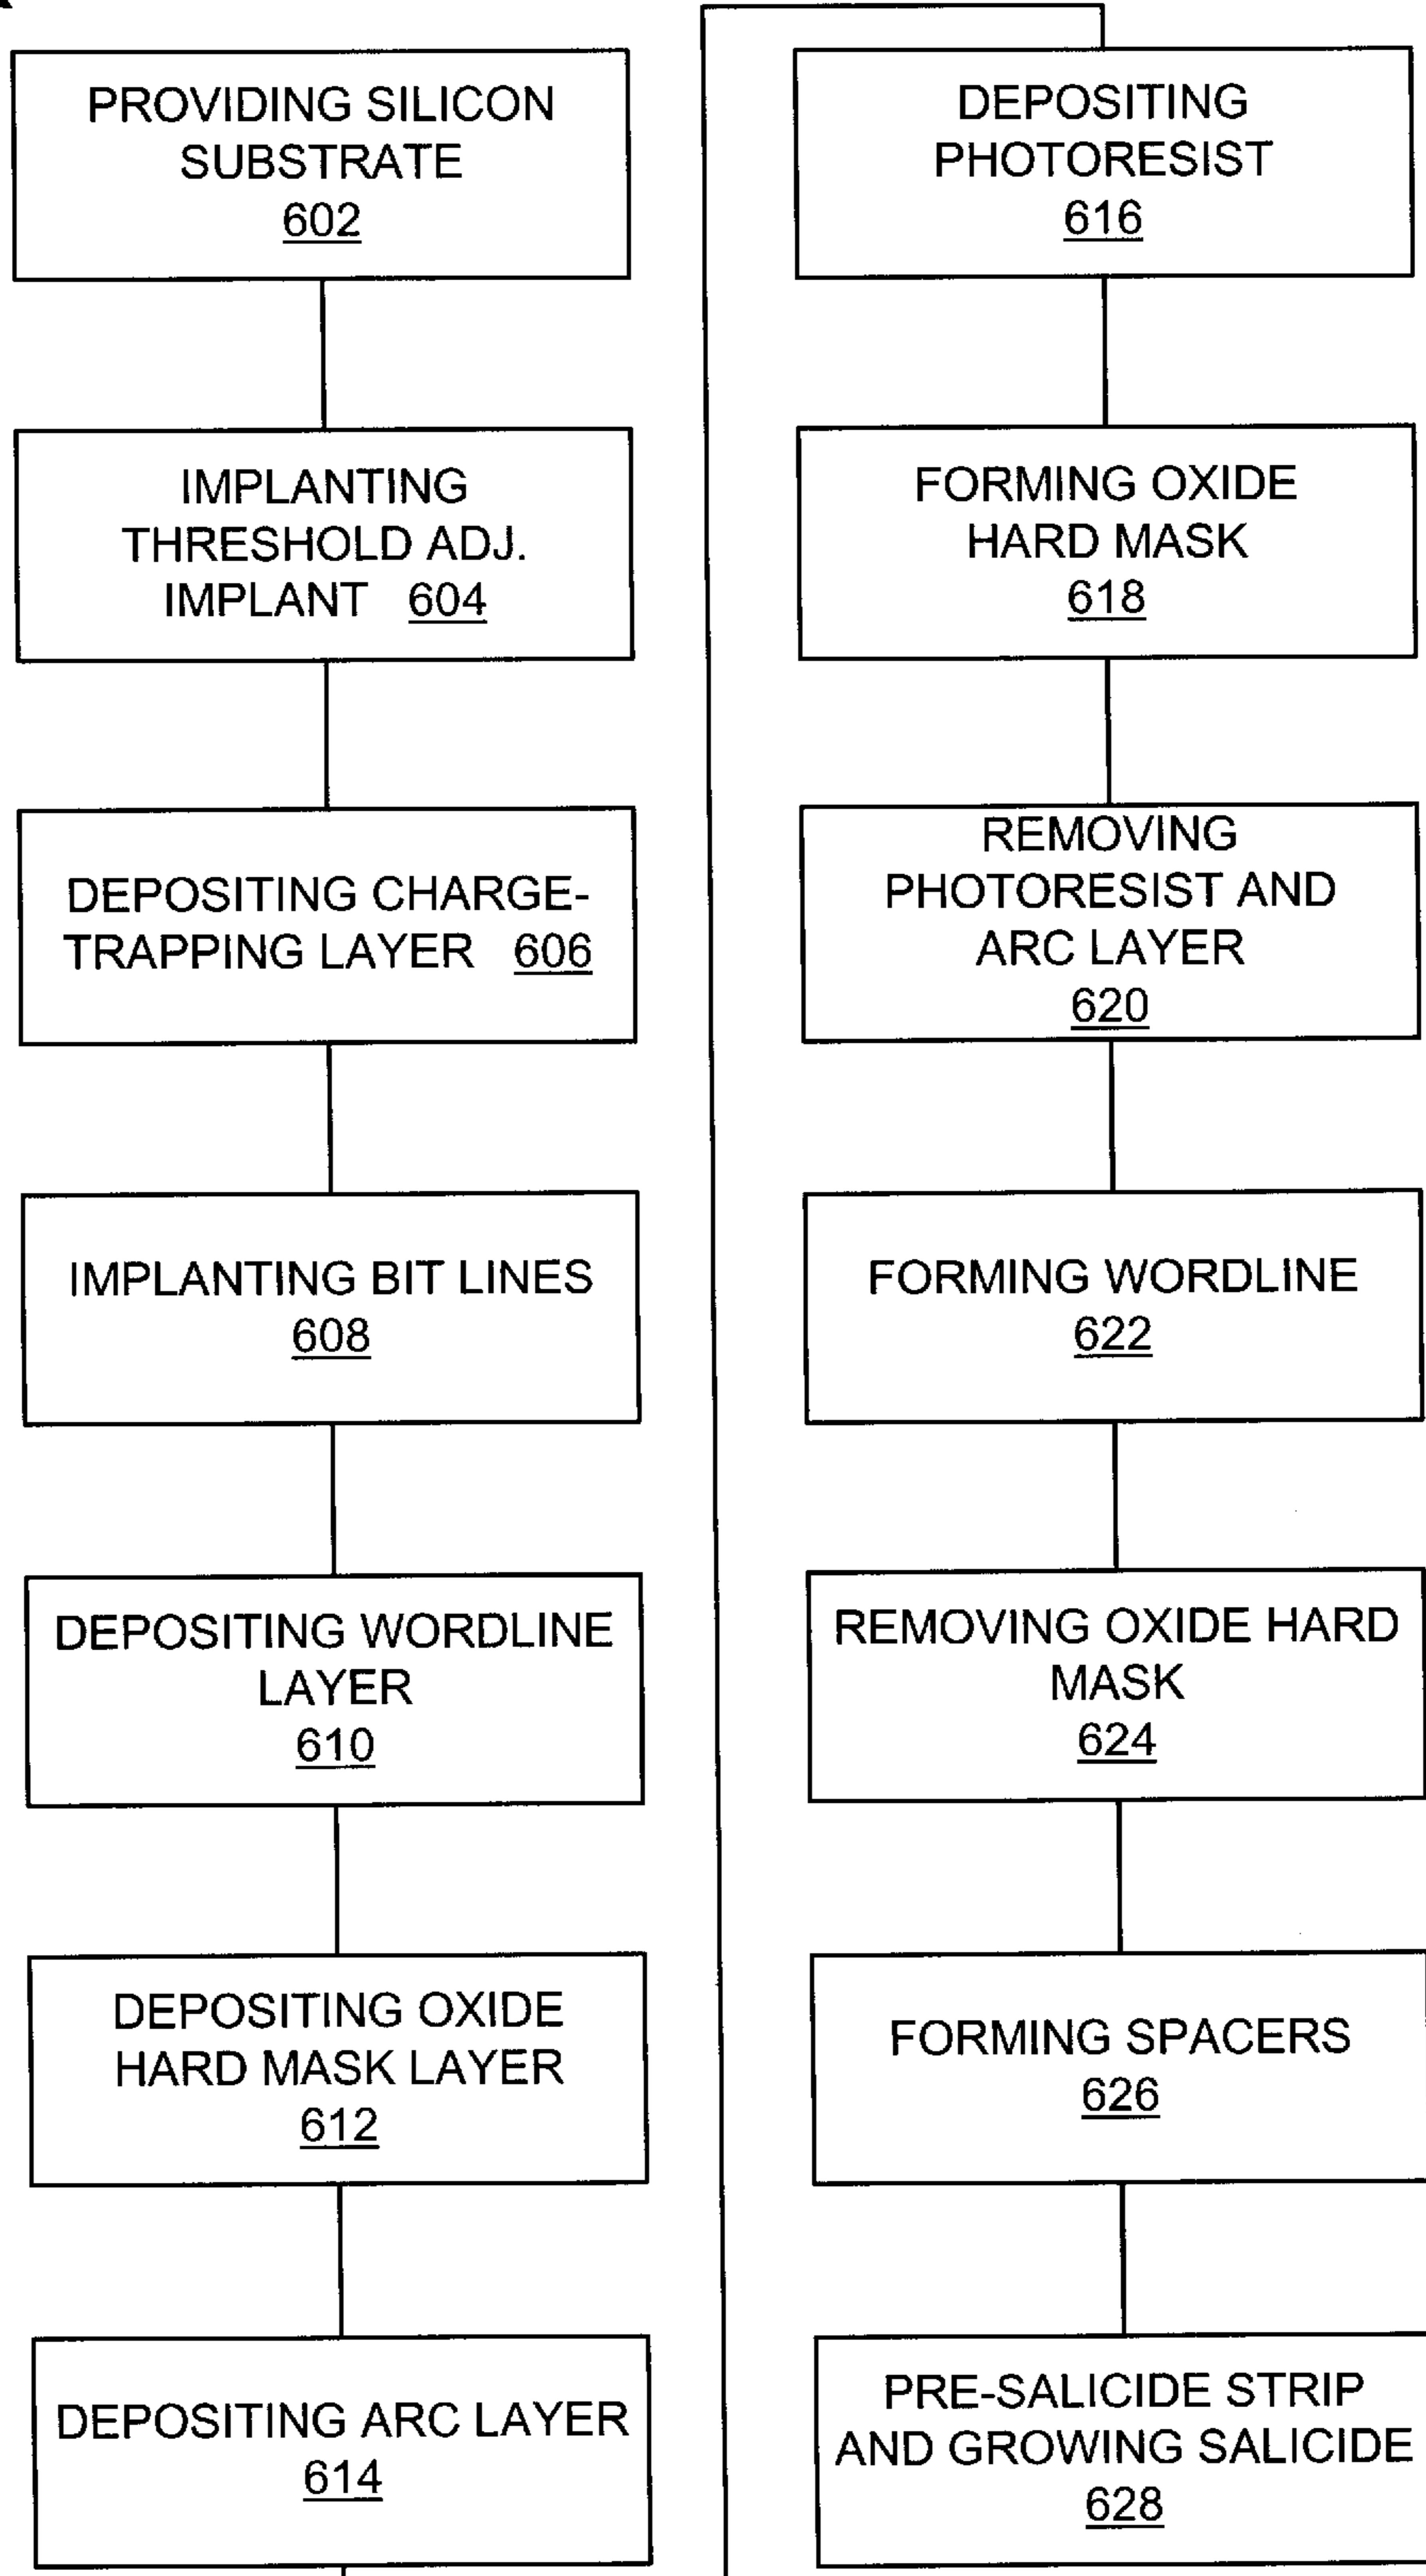 PROVIDING SILICON
SUBSTRATE
602
IMPLANTING
THRESHOLD ADJ.
IMPLANT 604
DEPOSITING CHARGE-
TRAPPING LAYER 606
IMPLANTING BIT LINES
608
DEPOSITING WORDLINE
LAYER
610
DEPOSITING OXIDE
HARD MASK LAYER
612
DEPOSITING ARC LAYER
614
DEPOSITING
PHOTORESIST
616
FORMING OXIDE
HARD MASK
618
REMOVING
PHOTORESIST AND
ARC LAYER
620
FORMING WORDLINE
622
REMOVING OXIDE HARD
MASK
624
FORMING SPACERS
626
PRE-SALICIDE STRIP
AND GROWING SALICIDE
628